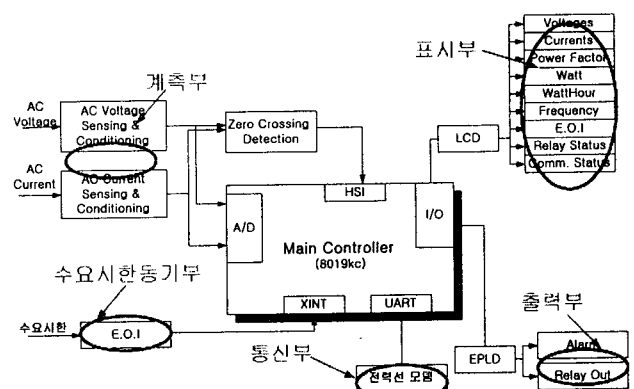 Voltages
Currents
Power Factor
Watt
WattHour
Frequency
E.O.I
Relay Status
Comm. Status
표시부
계측부
AC
Voltage
AC Voltage
Sensing &
Conditioning
Zero Crossing
Detection
LCD
AC
Current
AC Current
Sensing &
Conditioning
HSI
I/O
A/D
Main Controller
(8019kc)
XINT
UART
수요시한동기부
수요시한
E.O.I
통신부
전력선 모뎀
출력부
EPLD
Alarm
Relay Out